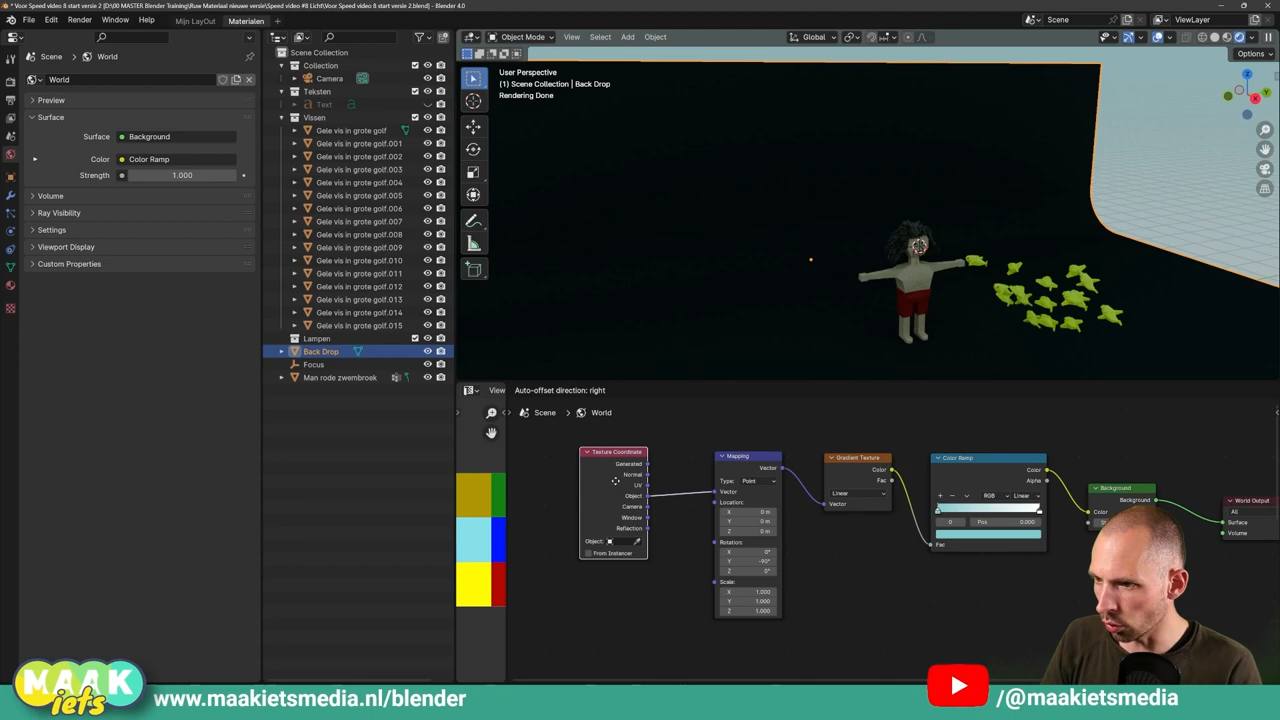 * Voor Speed video 8 start versie 2 [D:\00 MASTER Blender Training\Ruw Materiaal nieuwe versie\Speed video #8 Licht\Voor Speed video 8 start versie 2.blend] - Blender 4.0
File Edit Render Window Help Mijn LayOut Materialen
Scene ViewLayer
Object Mode View Select Add Object Global
Options
Scene > World
World
Preview
Surface
Surface Background
Color Color Ramp
Strength 1.000
Volume
Ray Visibility
Settings
Viewport Display
Custom Properties
Scene Collection
Collection
Camera
Teksten
Text
Vissen
Gele vis in grote golf
Gele vis in grote golf.001
Gele vis in grote golf.002
Gele vis in grote golf.003
Gele vis in grote golf.004
Gele vis in grote golf.005
Gele vis in grote golf.006
Gele vis in grote golf.007
Gele vis in grote golf.008
Gele vis in grote golf.009
Gele vis in grote golf.010
Gele vis in grote golf.011
Gele vis in grote golf.012
Gele vis in grote golf.013
Gele vis in grote golf.014
Gele vis in grote golf.015
Lampen
Back Drop
Focus
Man rode zwembroek
User Perspective
(1) Scene Collection | Back Drop
Rendering Done
Z
Y
X
View
Auto-offset direction: right
Scene > World
Texture Coordinate
Generated
Normal
UV
Object
Camera
Window
Reflection
Object:
From Instancer
Mapping
Vector
Type: Point
Vector
Location:
X 0 m
Y 0 m
Z 0 m
Rotation:
X 0°
Y -90°
Z 0°
Scale:
X 1.000
Y 1.000
Z 1.000
Gradient Texture
Color
Fac
Linear
Vector
Color Ramp
Color
Alpha
RGB Linear
0 Pos 0.000
Fac
Background
Background
Color
World Output
All
Surface
Volume
MAAK
iets
www.maakietsmedia.nl/blender
/@maakietsmedia